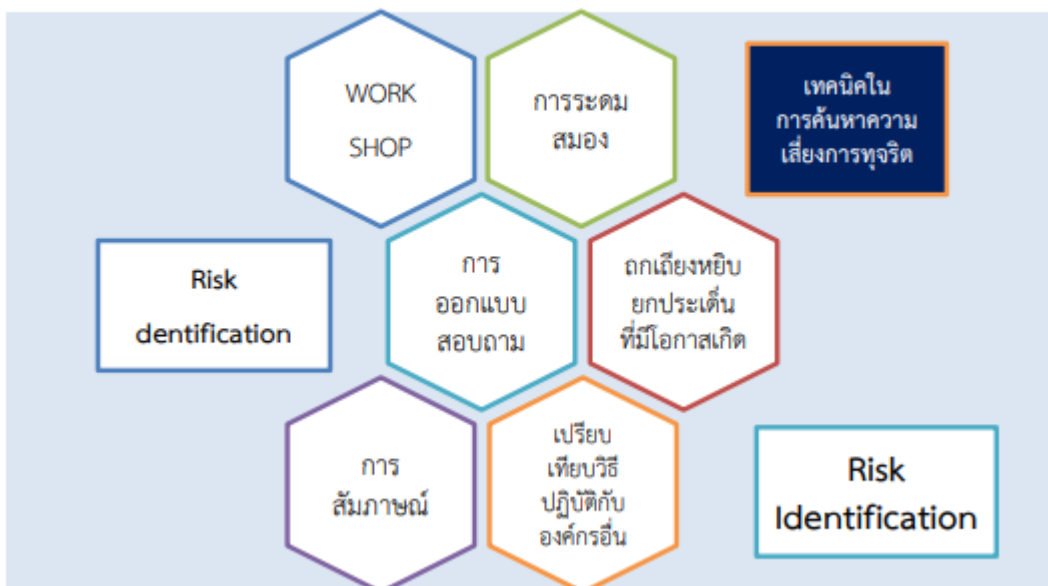 WORK
SHOP
การระดม
สมอง
เทคนิคใน
การค้นหาความ
เสี่ยงการทุจริต
Risk
dentification
การ
ออกแบบ
สอบถาม
ถกเถียงหยิบ
ยกประเด็น
ที่มีโอกาสเกิด
การ
สัมภาษณ์
เปรียบ
เทียบวิธี
ปฏิบัติกับ
องค์กรอื่น
Risk
Identification